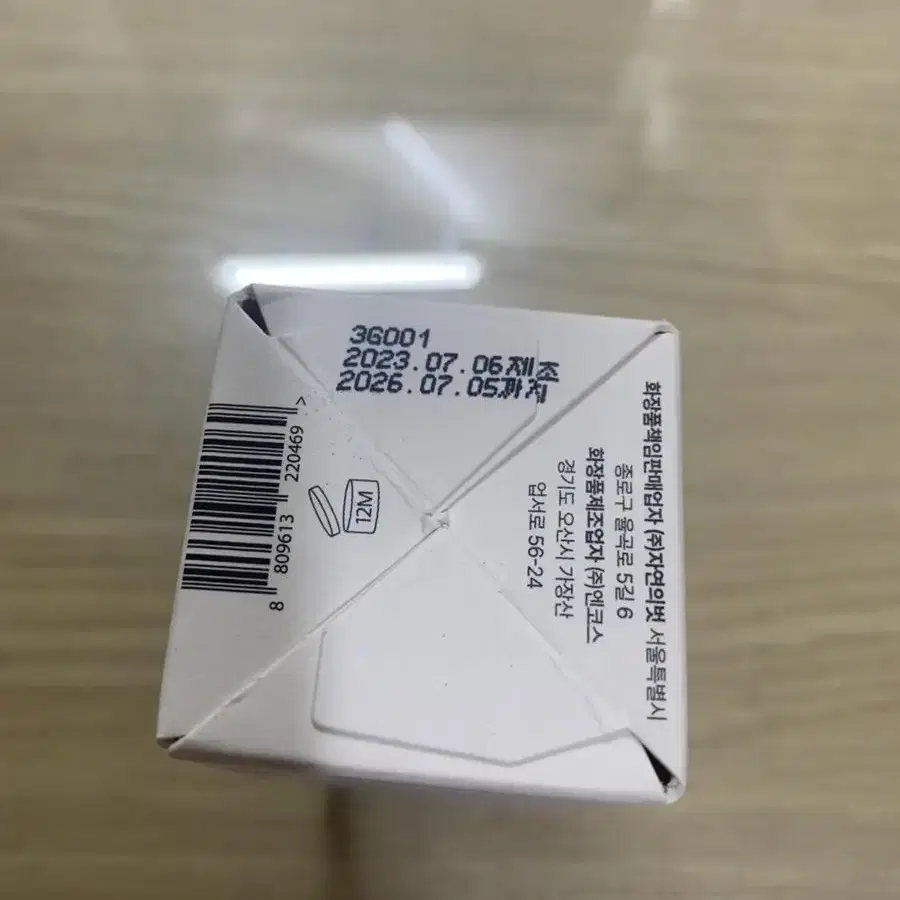 3G001
2023.07.06제조
2026.07.05까지
화장품책임판매업자 (주)자연의벗 서울특별시
종로구 율곡로 5길 6
화장품제조업자 (주)엔코스
경기도 오산시 가장산
업서로 56-24
12M
8 809613 220469 >